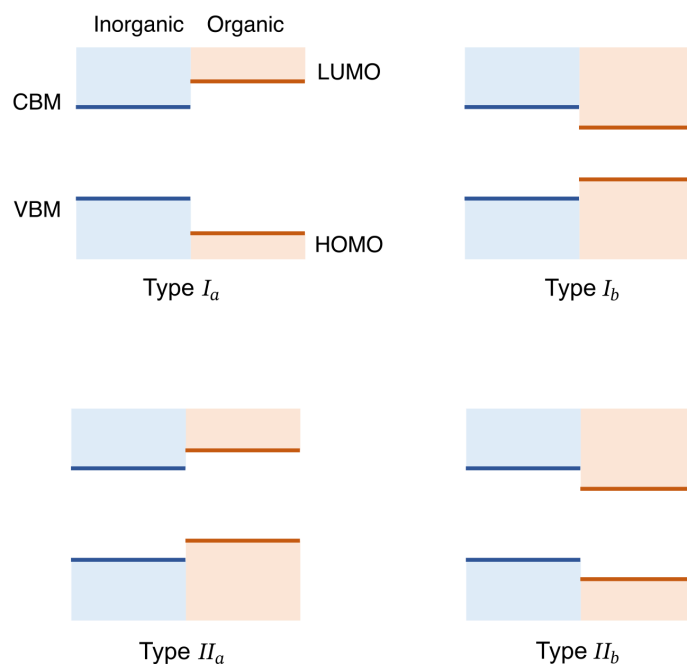 Inorganic Organic
LUMO
CBM
VBM
HOMO
Type Ia
Type Ib
Type IIa
Type IIb